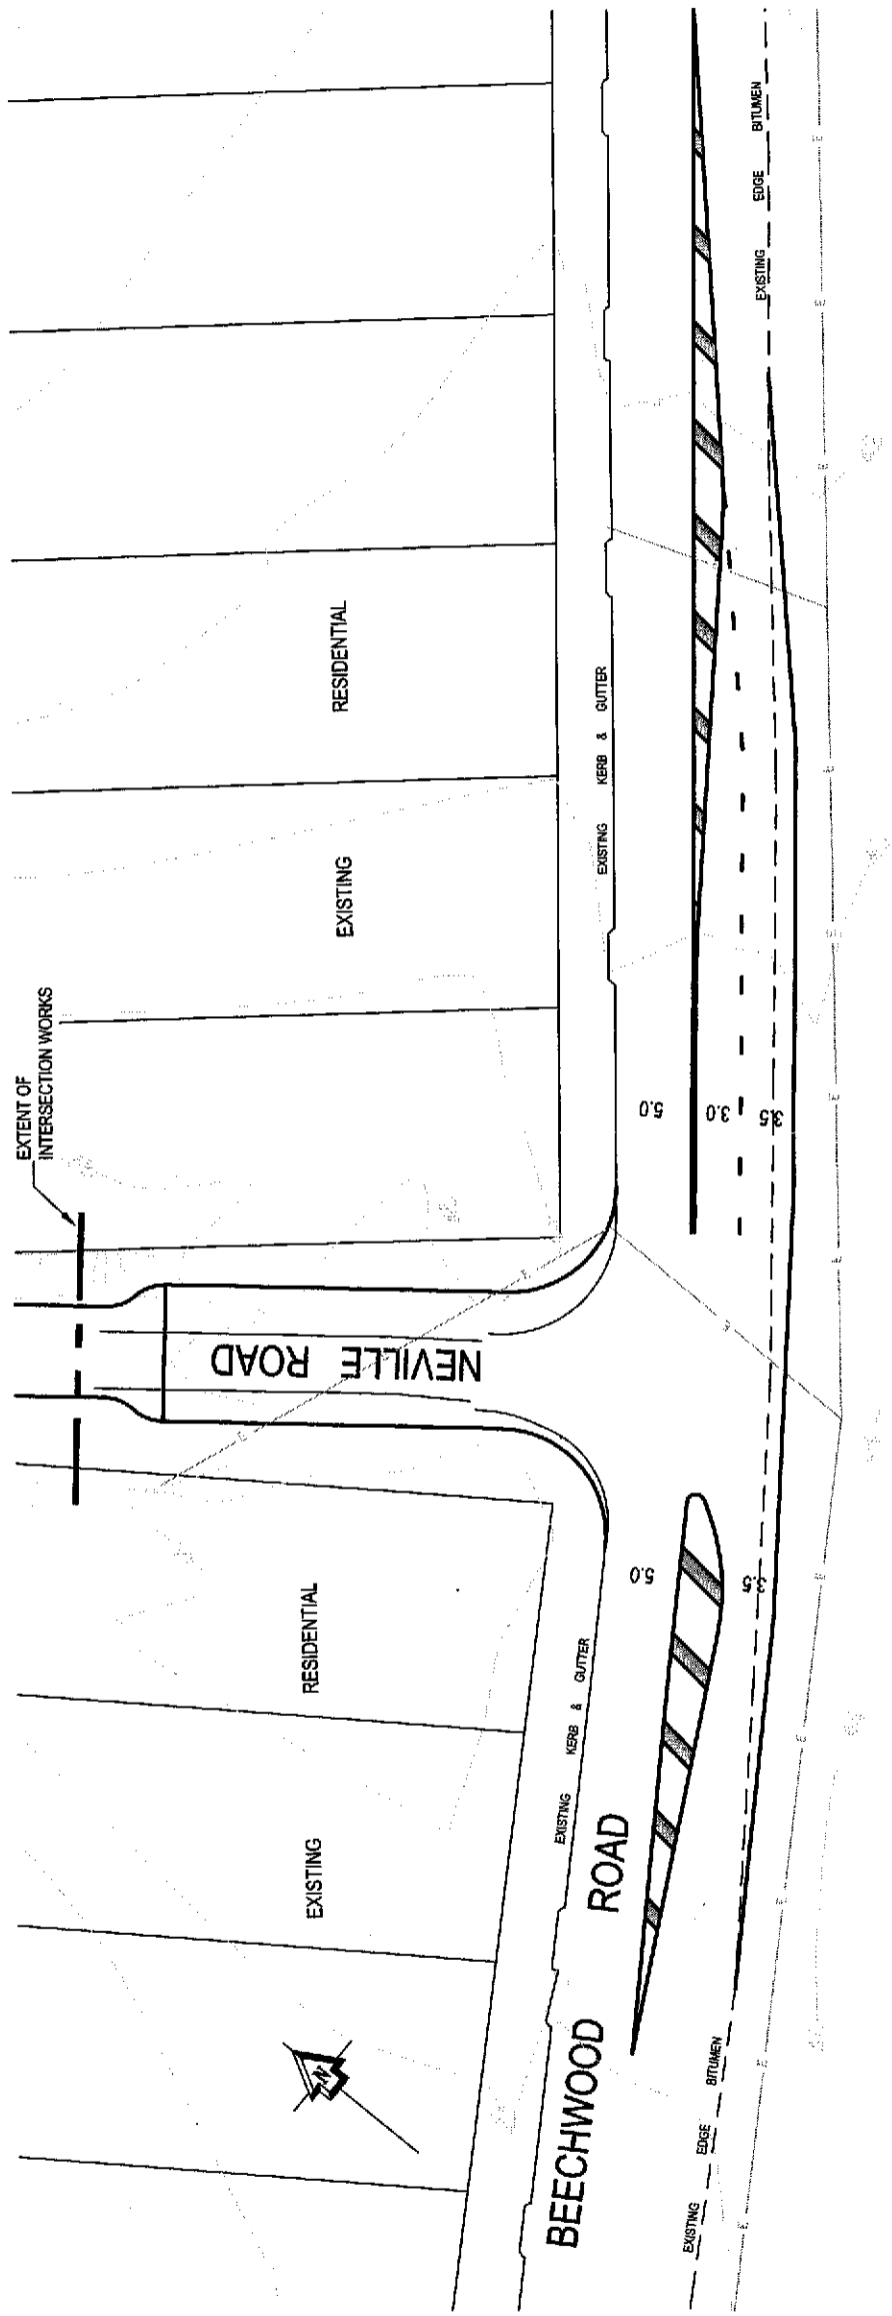 EXTENT OF
INTERSECTION WORKS
EXISTING RESIDENTIAL
EXISTING RESIDENTIAL
NEVILLE ROAD
BEECHWOOD ROAD
EXISTING KERB & GUTTER
EXISTING KERB & GUTTER
EXISTING EDGE BITUMEN
EXISTING EDGE BITUMEN
5.0
3.0
3.5
5.0
3.5
N
E
E
E
E
E
E
E
E
E
E
E
E
E